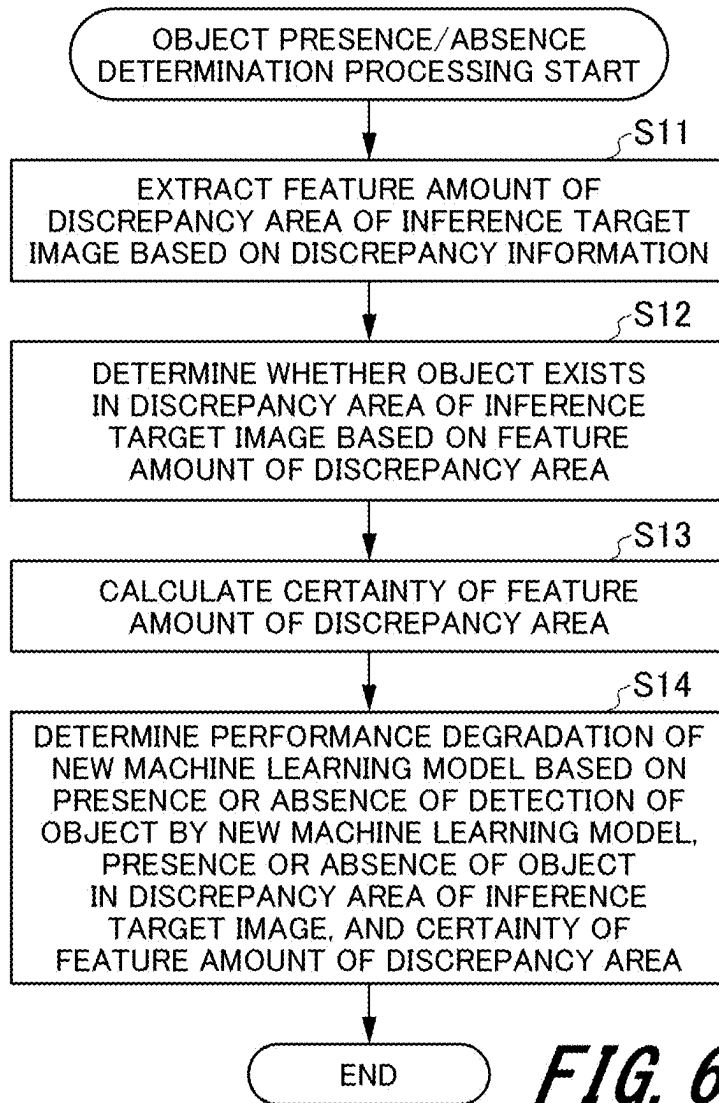 OBJECT PRESENCE/ABSENCE
DETERMINATION PROCESSING START
S11
EXTRACT FEATURE AMOUNT OF
DISCREPANCY AREA OF INFERENCE TARGET
IMAGE BASED ON DISCREPANCY INFORMATION
S12
DETERMINE WHETHER OBJECT EXISTS
IN DISCREPANCY AREA OF INFERENCE
TARGET IMAGE BASED ON FEATURE
AMOUNT OF DISCREPANCY AREA
S13
CALCULATE CERTAINTY OF FEATURE
AMOUNT OF DISCREPANCY AREA
S14
DETERMINE PERFORMANCE DEGRADATION OF
NEW MACHINE LEARNING MODEL BASED ON
PRESENCE OR ABSENCE OF DETECTION OF
OBJECT BY NEW MACHINE LEARNING MODEL,
PRESENCE OR ABSENCE OF OBJECT
IN DISCREPANCY AREA OF INFERENCE
TARGET IMAGE, AND CERTAINTY OF
FEATURE AMOUNT OF DISCREPANCY AREA
END
FIG. 6